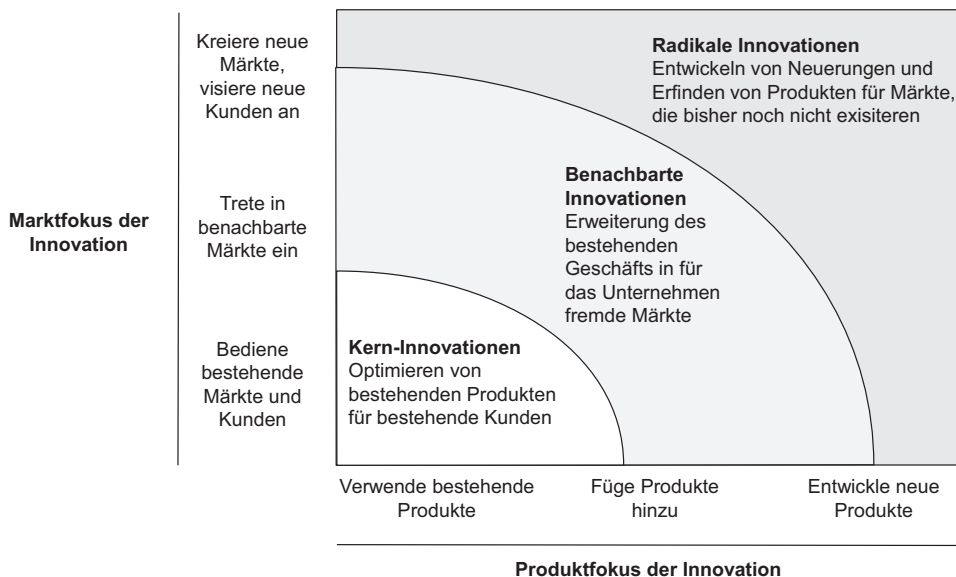 Kreiere neue
Märkte,
visiere neue
Kunden an
Radikale Innovationen
Entwickeln von Neuerungen und
Erfinden von Produkten für Märkte,
die bisher noch nicht exisiteren
Marktfokus der
Innovation
Trete in
benachbarte
Märkte ein
Benachbarte
Innovationen
Erweiterung des
bestehenden
Geschäfts in für
das Unternehmen
fremde Märkte
Bediene
bestehende
Märkte und
Kunden
Kern-Innovationen
Optimieren von
bestehenden Produkten
für bestehende Kunden
Verwende bestehende
Produkte
Füge Produkte
hinzu
Entwickle neue
Produkte
Produktfokus der Innovation